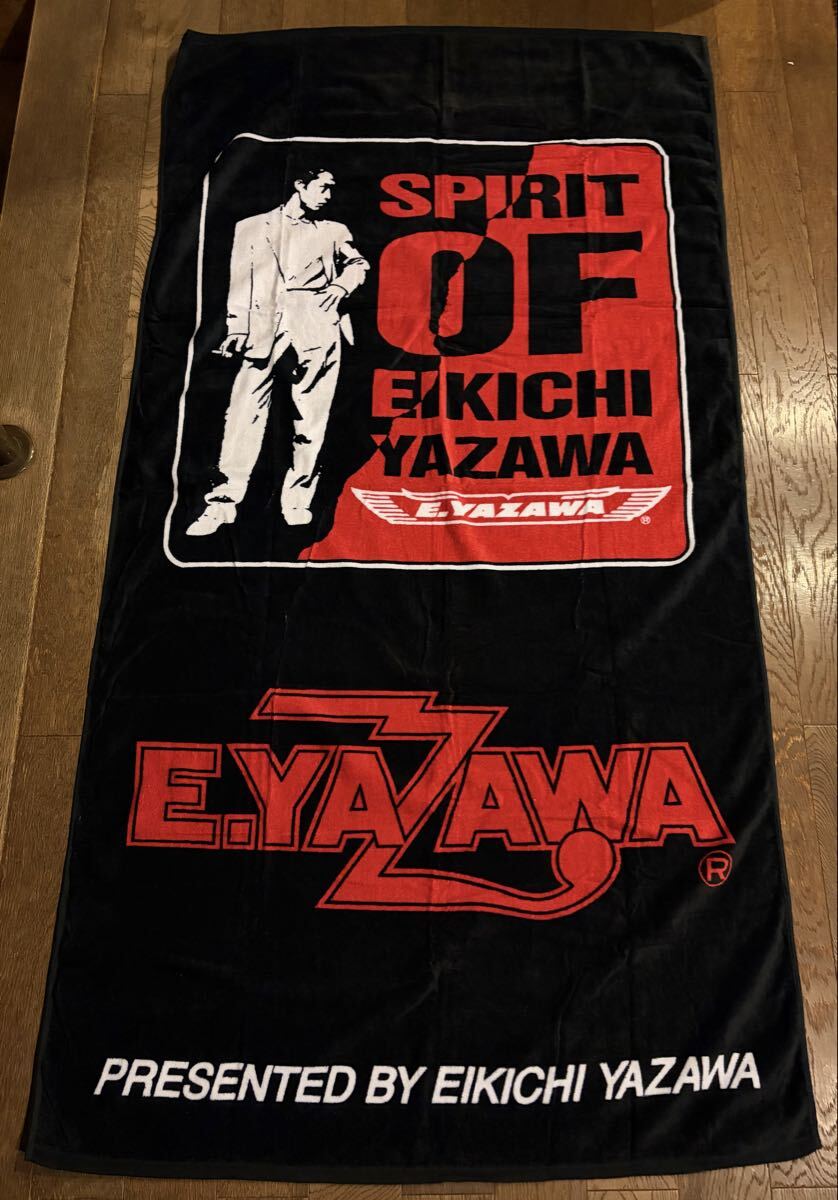 SPIRIT
OF
EIKICHI
YAZAWA
E.YAZAWA
®
E.YAZAWA
®
PRESENTED BY EIKICHI YAZAWA